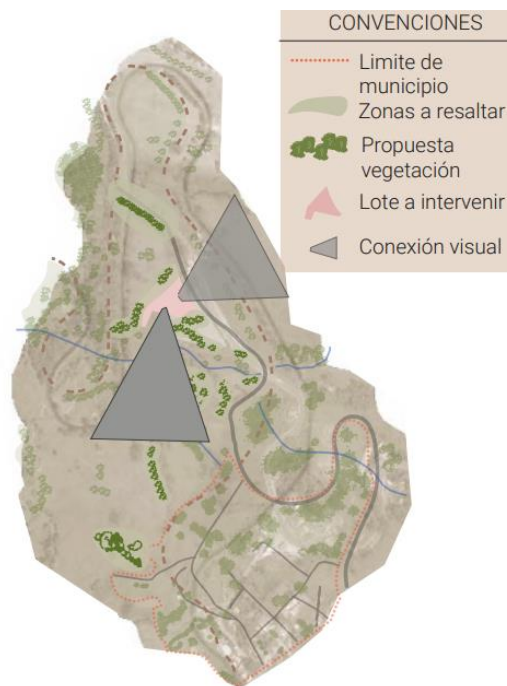 CONVENCIONES
Limite de
municipio
Zonas a resaltar
Propuesta
vegetación
Lote a intervenir
Conexión visual